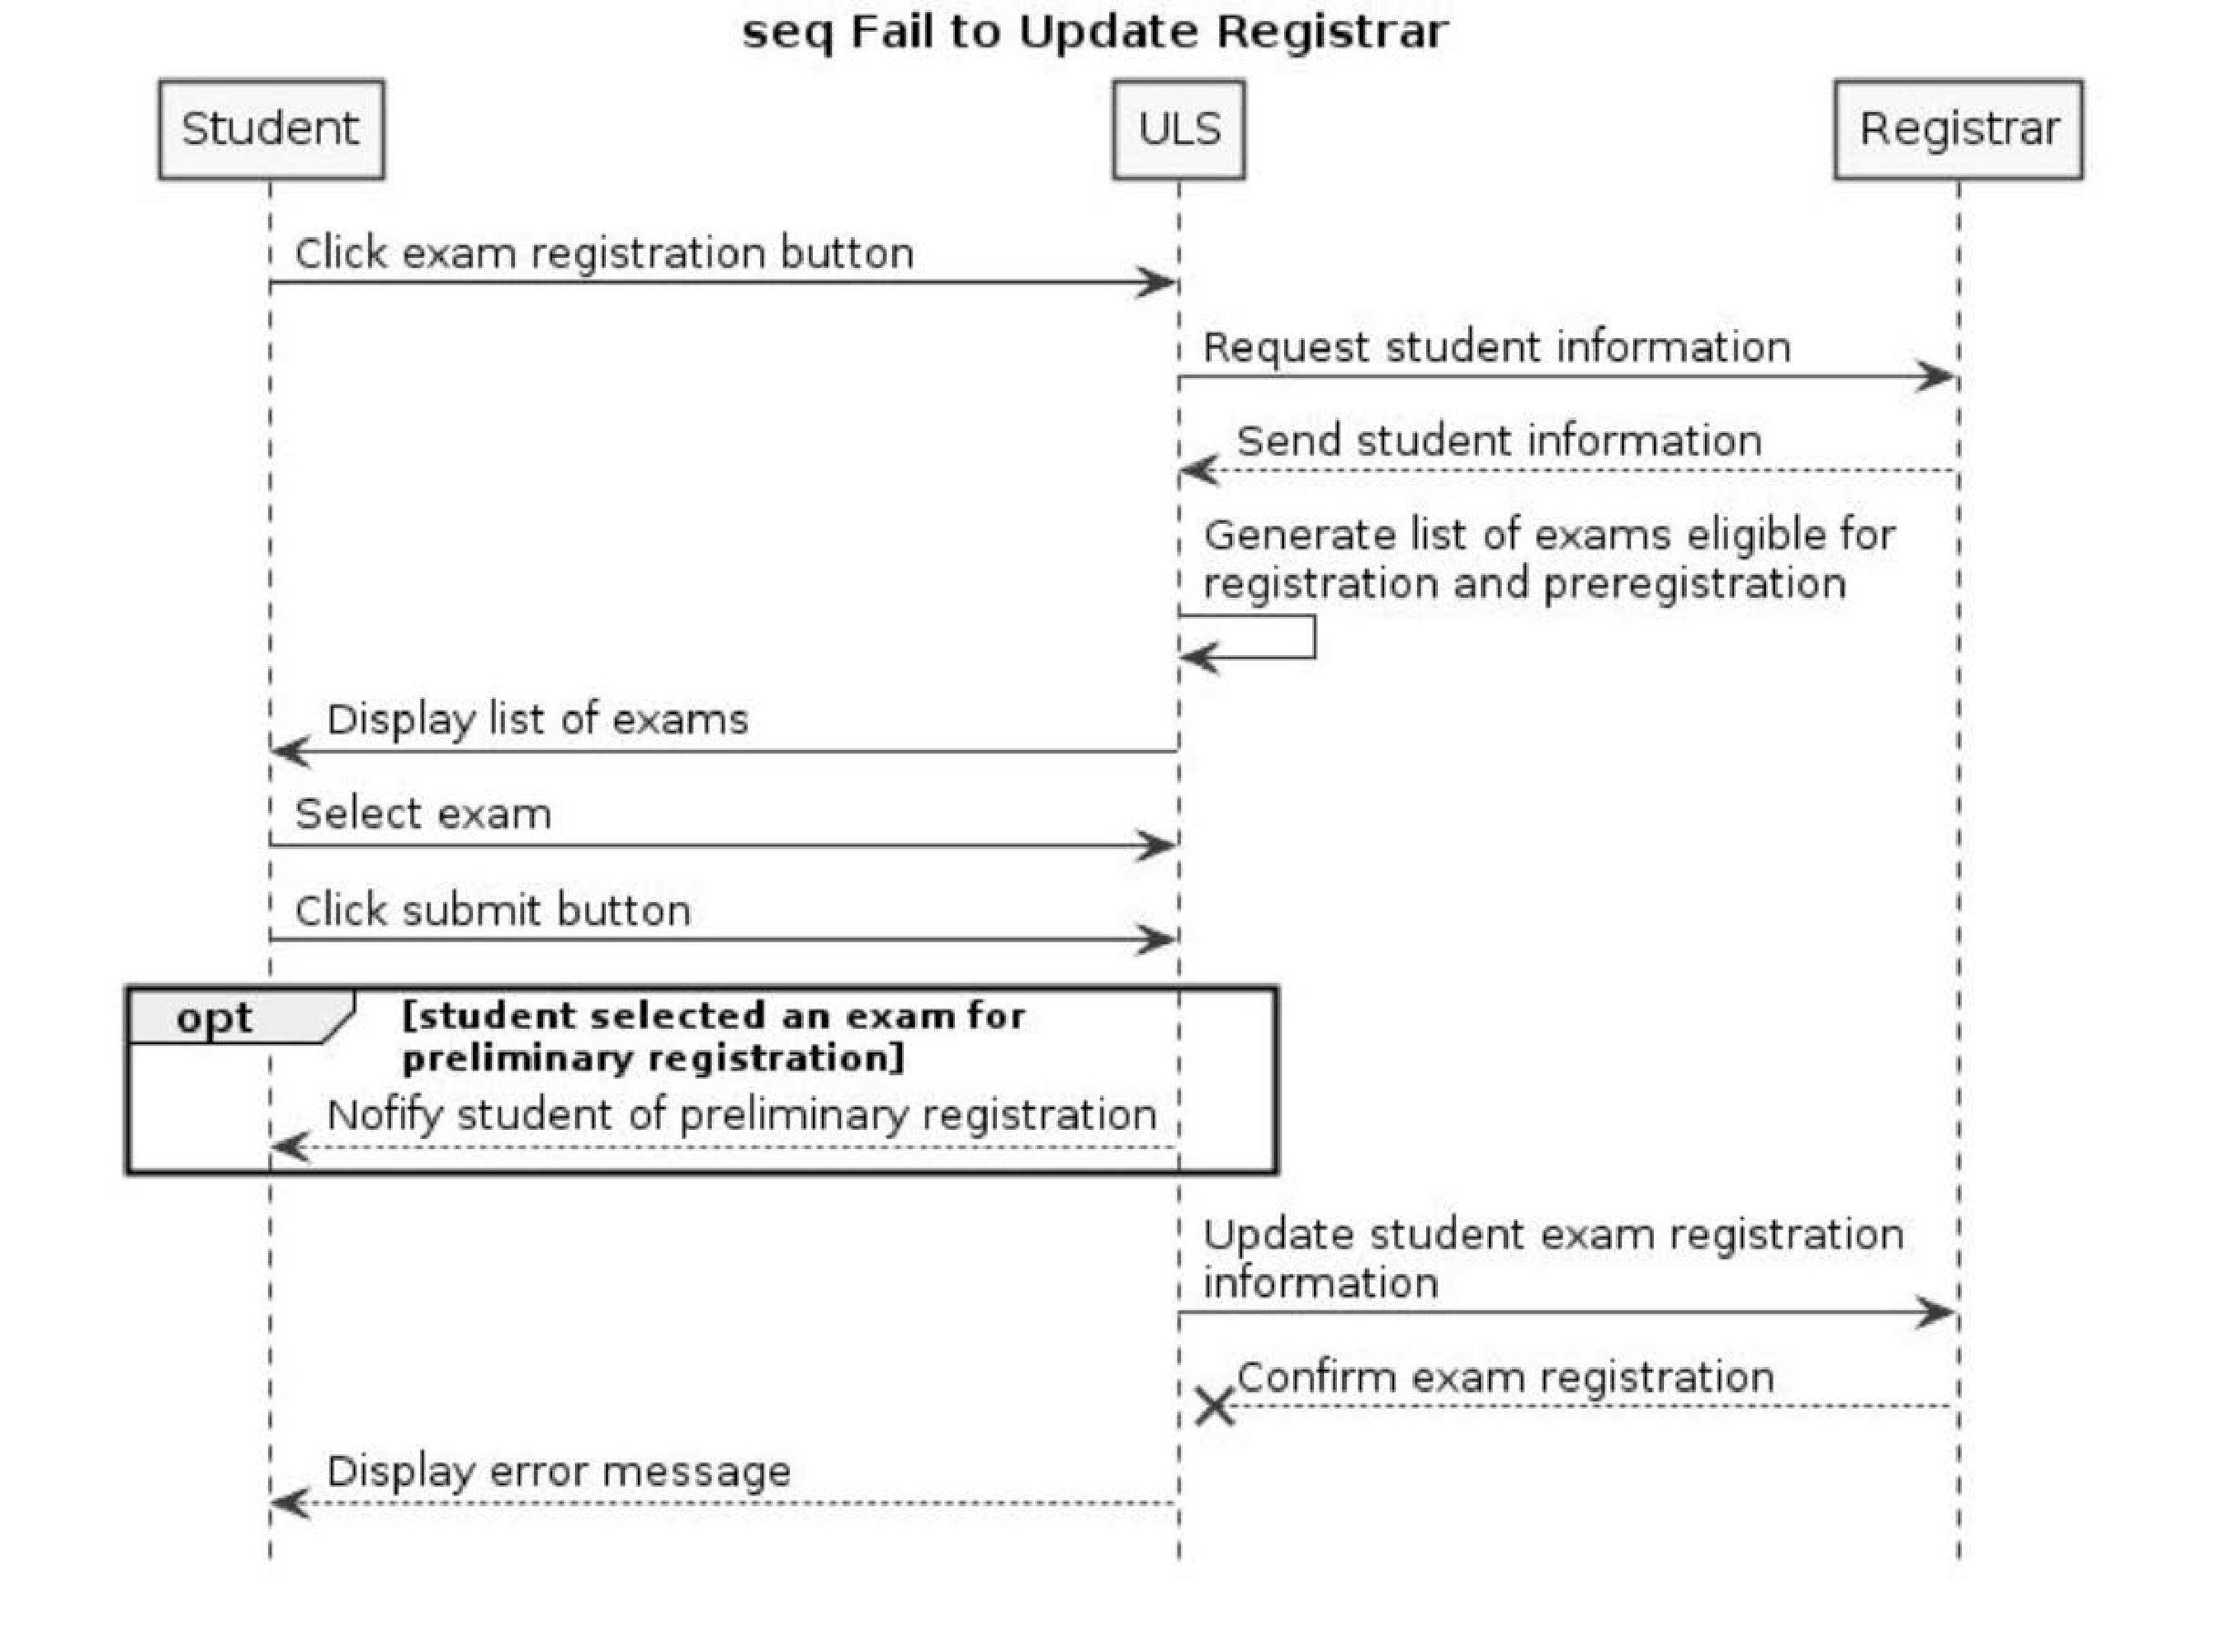 seq Fail to Update Registrar
Student
ULS
Registrar
Click exam registration button
Request student information
Send student information
Generate list of exams eligible for
registration and preregistration
Display list of exams
Select exam
Click submit button
opt
[student selected an exam for
preliminary registration]
Nofify student of preliminary registration
Update student exam registration
information
Confirm exam registration
Display error message